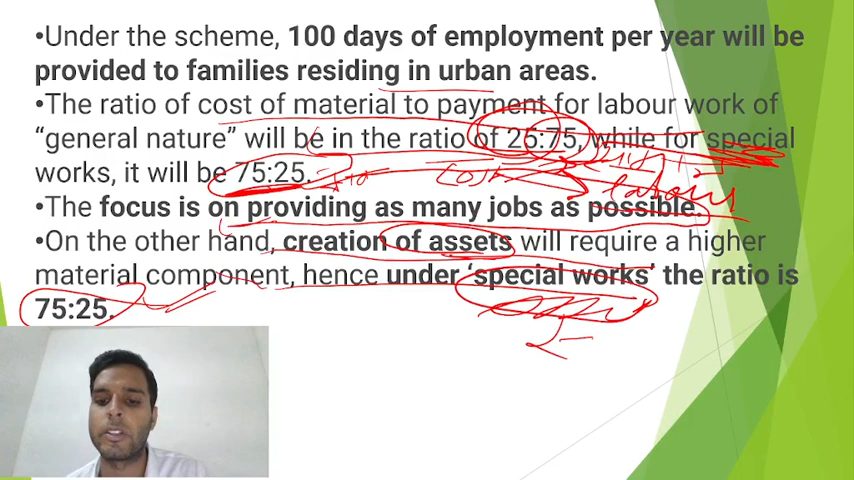 •Under the scheme, 100 days of employment per year will be
provided to families residing in urban areas.
•The ratio of cost of material to payment for labour work of
“general nature” will be in the ratio of 25:75, while for special
works, it will be 75:25.
cost labour
•The focus is on providing as many jobs as possible.
•On the other hand, creation of assets will require a higher
material component, hence under ‘special works’ the ratio is
75:25.